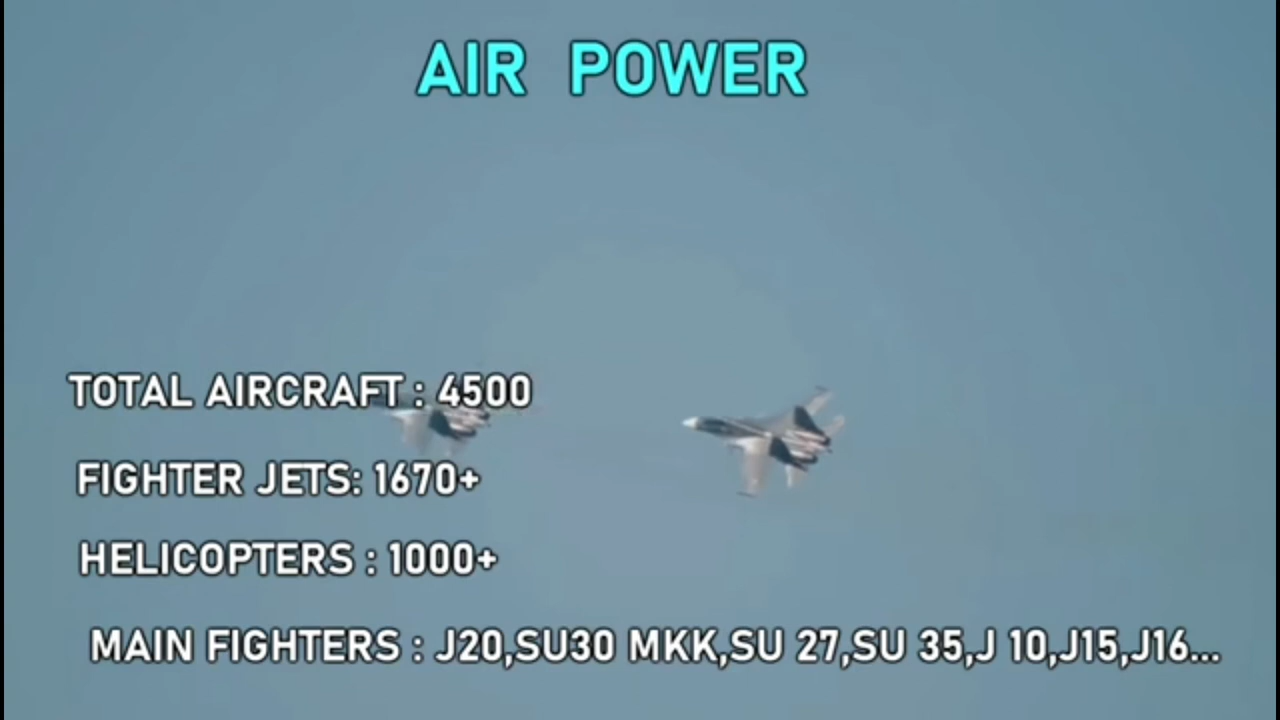 AIR POWER
TOTAL AIRCRAFT : 4500
FIGHTER JETS: 1670+
HELICOPTERS : 1000+
MAIN FIGHTERS : J20,SU30 MKK,SU 27,SU 35,J 10,J15,J16...